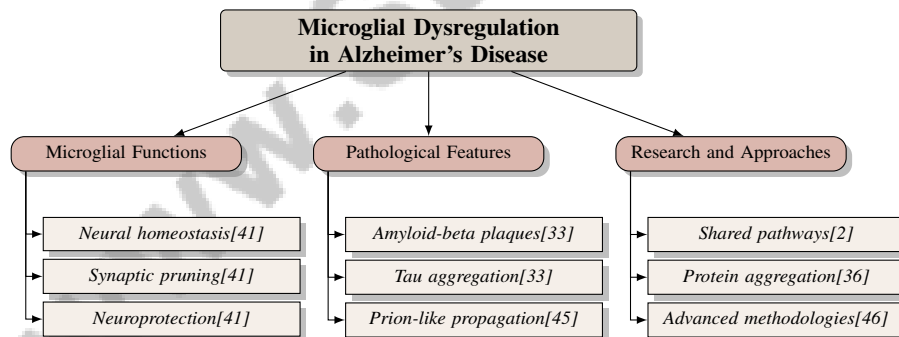 Microglial Dysregulation
in Alzheimer's Disease
Microglial Functions
Pathological Features
Research and Approaches
Neural homeostasis[41]
Amyloid-beta plaques[33]
Shared pathways[2]
Synaptic pruning[41]
Tau aggregation[33]
Protein aggregation[36]
Neuroprotection[41]
Prion-like propagation[45]
Advanced methodologies[46]